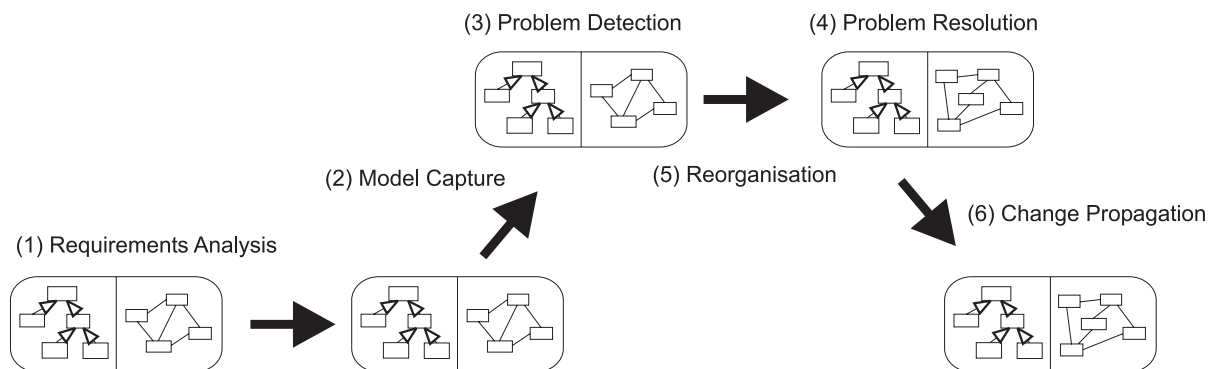 (3) Problem Detection
(4) Problem Resolution
(2) Model Capture
(5) Reorganisation
(6) Change Propagation
(1) Requirements Analysis